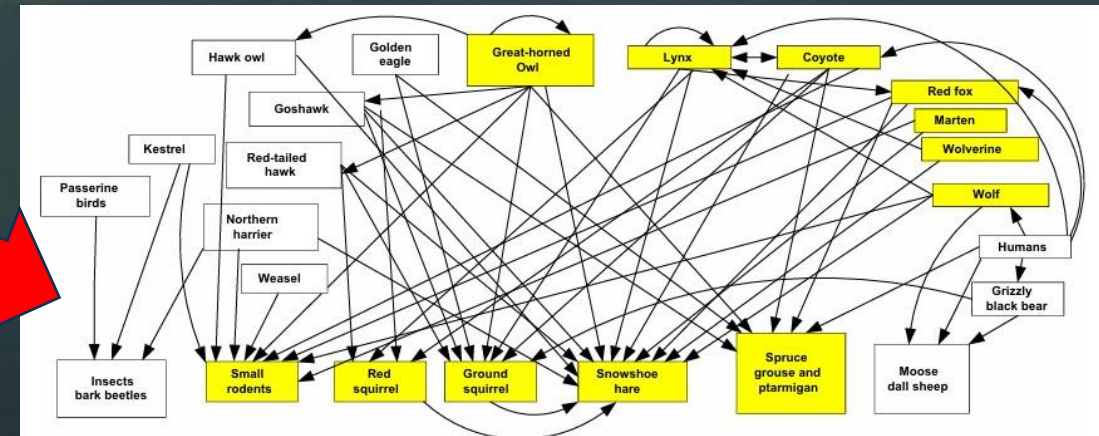 Hawk owl
Golden
eagle
Great-horned
Owl
Lynx
Coyote
Goshawk
Red fox
Marten
Kestrel
Red-tailed
hawk
Wolverine
Passerine
birds
Wolf
Northern
harrier
Humans
Weasel
Grizzly
black bear
Insects
bark beetles
Small
rodents
Red
squirrel
Ground
squirrel
Snowshoe
hare
Spruce
grouse and
ptarmigan
Moose
dall sheep